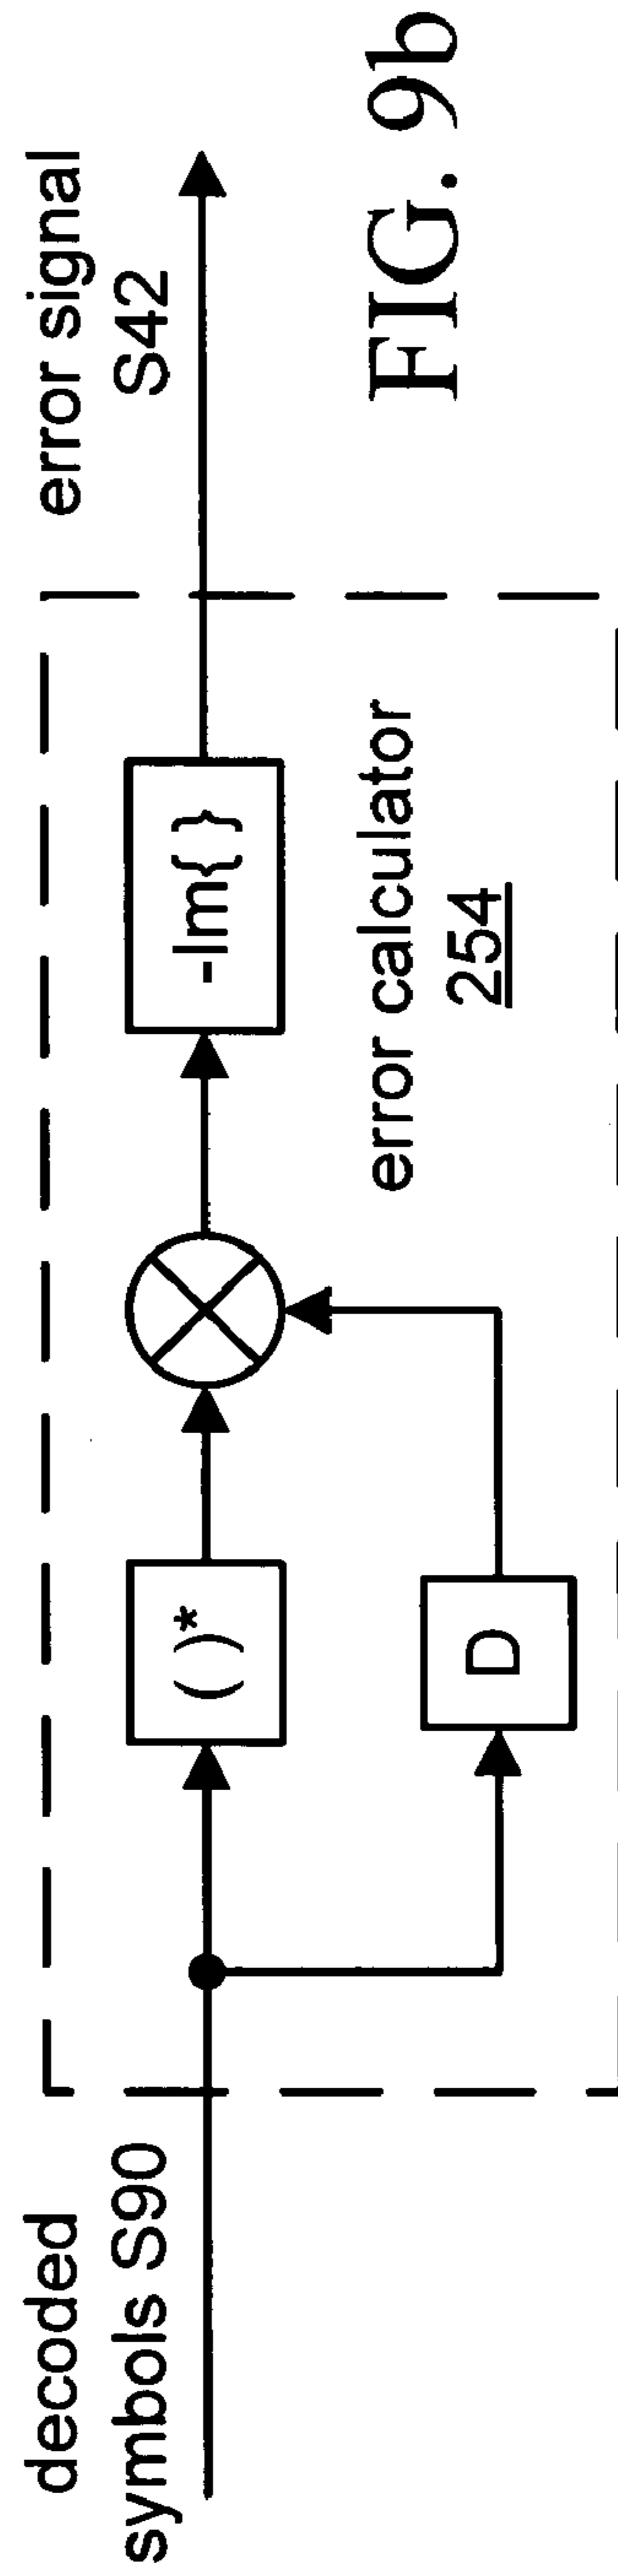 decoded
symbols S90
( )*
D
-Im{ }
error calculator
254
error signal
S42
FIG. 9b